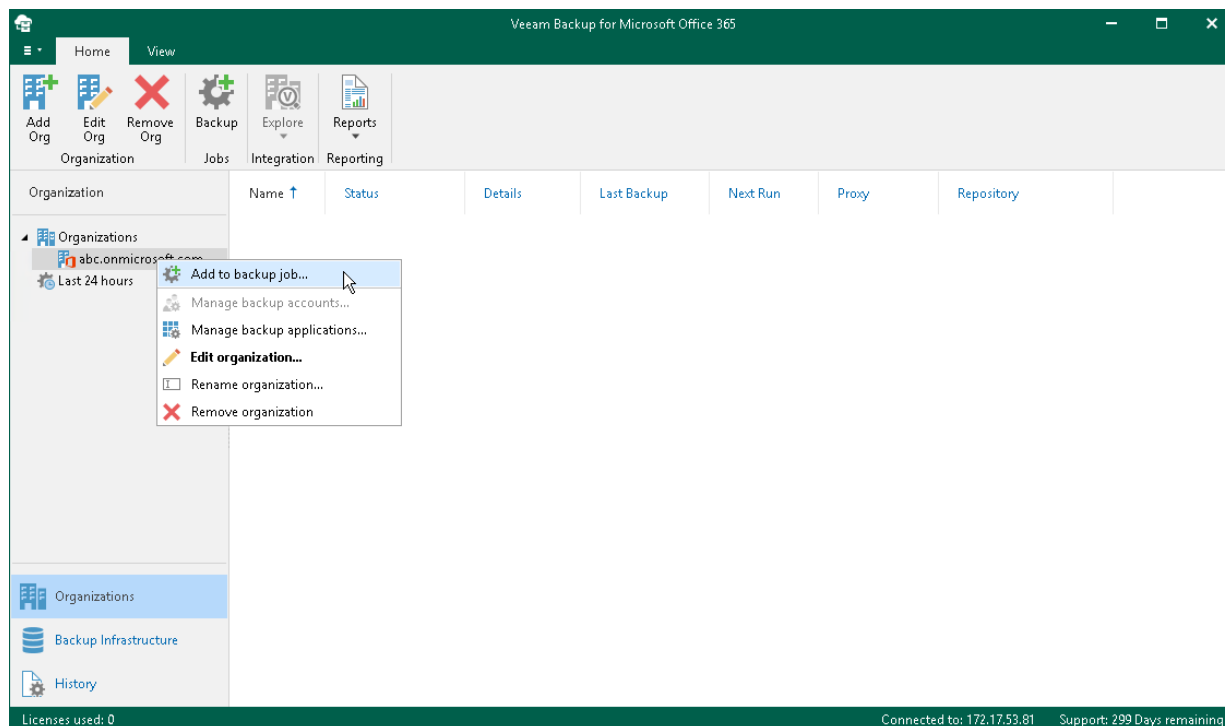 Veeam Backup for Microsoft Office 365
Home View
Add Org Edit Org Remove Org Backup Explore Reports
Organization Jobs Integration Reporting
Organization Name Status Details Last Backup Next Run Proxy Repository
Organizations
abc.onmicrosoft.com
Last 24 hours
Add to backup job...
Manage backup accounts...
Manage backup applications...
Edit organization...
Rename organization...
Remove organization
Organizations
Backup Infrastructure
History
Licenses used: 0 Connected to: 172.17.53.81 Support: 299 Days remaining